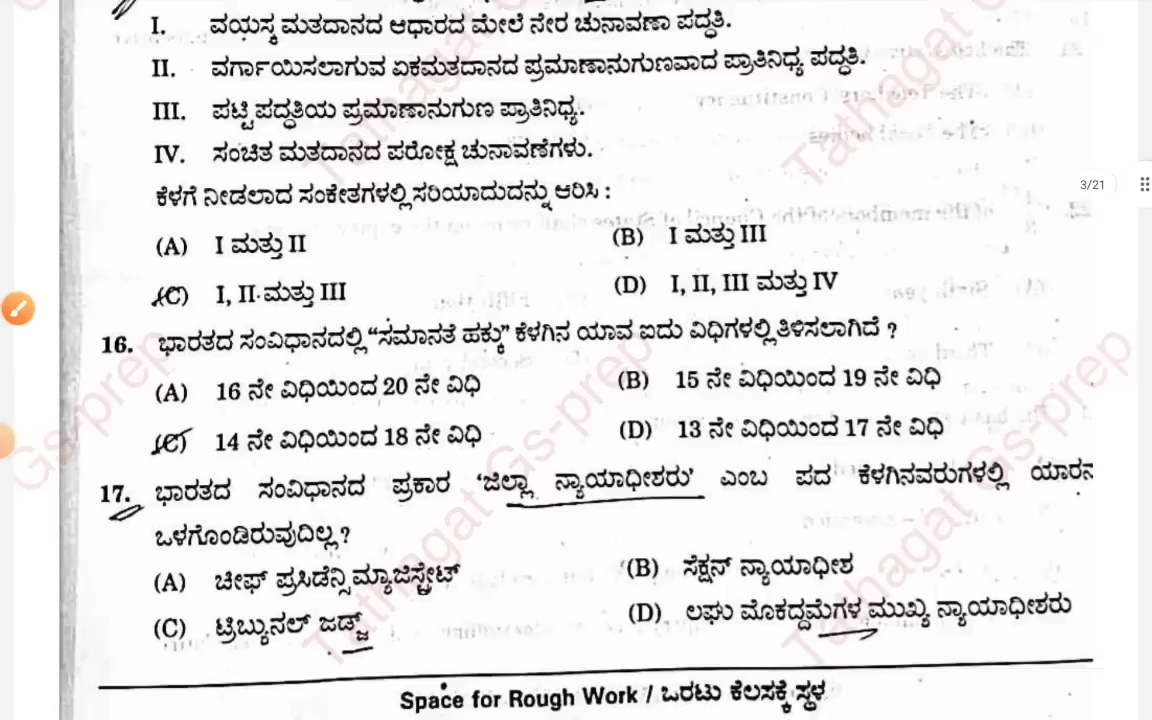 I. ವಯಸ್ಕ ಮತದಾನದ ಆಧಾರದ ಮೇಲೆ ನೇರ ಚುನಾವಣಾ ಪದ್ಧತಿ.
II. ವರ್ಗಾಯಿಸಲಾಗುವ ಏಕಮತದಾನದ ಪ್ರಮಾಣಾನುಗುಣವಾದ ಪ್ರಾತಿನಿಧ್ಯ ಪದ್ಧತಿ.
III. ಪಟ್ಟಿ ಪದ್ಧತಿಯ ಪ್ರಮಾಣಾನುಗುಣ ಪ್ರಾತಿನಿಧ್ಯ.
IV. ಸಂಚಿತ ಮತದಾನದ ಪರೋಕ್ಷ ಚುನಾವಣೆಗಳು.
3/21
ಕೆಳಗೆ ನೀಡಲಾದ ಸಂಕೇತಗಳಲ್ಲಿ ಸರಿಯಾದುದನ್ನು ಆರಿಸಿ :
(A) I ಮತ್ತು II (B) I ಮತ್ತು III
(C) I, II ಮತ್ತು III (D) I, II, III ಮತ್ತು IV
16. ಭಾರತದ ಸಂವಿಧಾನದಲ್ಲಿ “ಸಮಾನತೆ ಹಕ್ಕು” ಕೆಳಗಿನ ಯಾವ ಐದು ವಿಧಿಗಳಲ್ಲಿ ತಿಳಿಸಲಾಗಿದೆ ?
(A) 16 ನೇ ವಿಧಿಯಿಂದ 20 ನೇ ವಿಧಿ (B) 15 ನೇ ವಿಧಿಯಿಂದ 19 ನೇ ವಿಧಿ
(C) 14 ನೇ ವಿಧಿಯಿಂದ 18 ನೇ ವಿಧಿ (D) 13 ನೇ ವಿಧಿಯಿಂದ 17 ನೇ ವಿಧಿ
17. ಭಾರತದ ಸಂವಿಧಾನದ ಪ್ರಕಾರ ‘ಜಿಲ್ಲಾ ನ್ಯಾಯಾಧೀಶರು’ ಎಂಬ ಪದ ಕೆಳಗಿನವರುಗಳಲ್ಲಿ ಯಾರನ
ಒಳಗೊಂಡಿರುವುದಿಲ್ಲ ?
(A) ಚೀಫ್ ಪ್ರಸಿಡೆನ್ಸಿ ಮ್ಯಾಜಿಸ್ಟ್ರೇಟ್ (B) ಸೆಕ್ಷನ್ ನ್ಯಾಯಾಧೀಶ
(C) ಟ್ರಿಬ್ಯುನಲ್ ಜಡ್ಜ್ (D) ಲಘು ಮೊಕದ್ದಮೆಗಳ ಮುಖ್ಯ ನ್ಯಾಯಾಧೀಶರು
Space for Rough Work / ಒರಟು ಕೆಲಸಕ್ಕೆ ಸ್ಥಳ
Tathagat Gs-prep